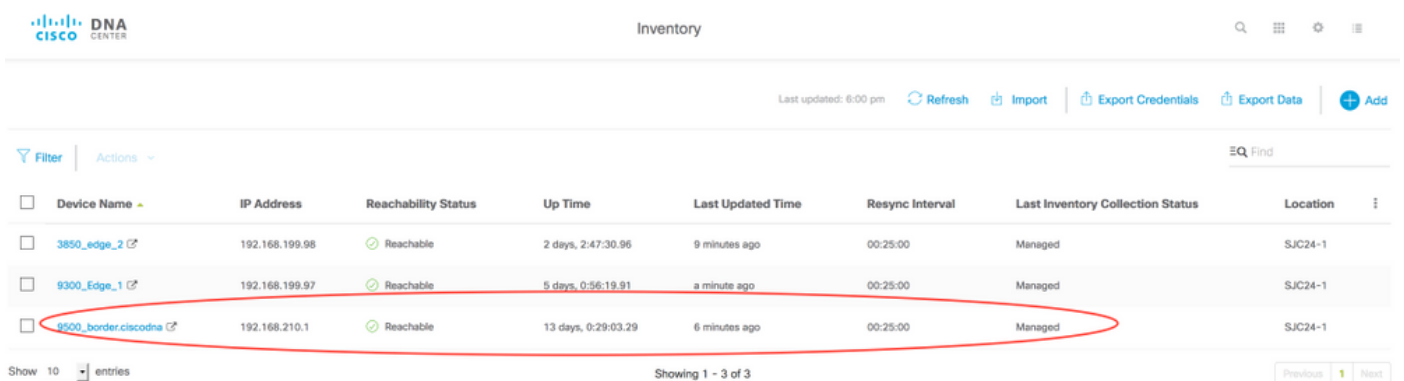 CISCO DNA CENTER
Inventory
Last updated: 6:00 pm Refresh Import Export Credentials Export Data Add
Filter Actions Find
Device Name IP Address Reachability Status Up Time Last Updated Time Resync Interval Last Inventory Collection Status Location
3850_edge_2 192.168.199.98 Reachable 2 days, 2:47:30.96 9 minutes ago 00:25:00 Managed SJC24-1
9300_Edge_1 192.168.199.97 Reachable 5 days, 0:56:19.91 a minute ago 00:25:00 Managed SJC24-1
9500_border.ciscodna 192.168.210.1 Reachable 13 days, 0:29:03.29 6 minutes ago 00:25:00 Managed SJC24-1
Show 10 entries Showing 1 - 3 of 3 Previous 1 Next